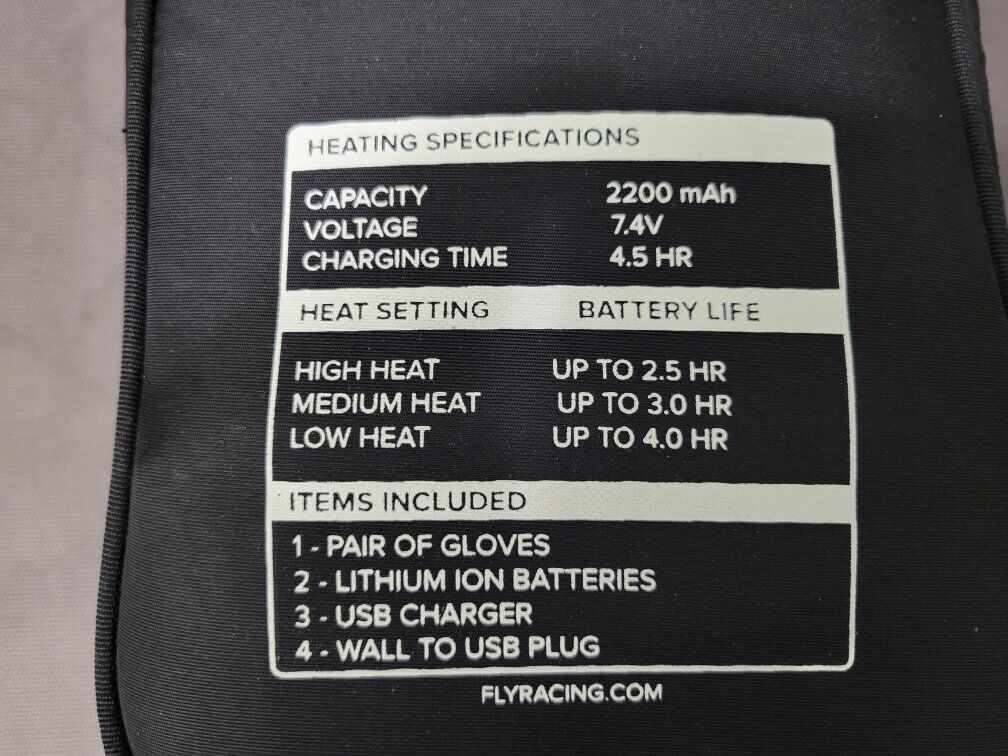 HEATING SPECIFICATIONS
CAPACITY 2200 mAh
VOLTAGE 7.4V
CHARGING TIME 4.5 HR
HEAT SETTING BATTERY LIFE
HIGH HEAT UP TO 2.5 HR
MEDIUM HEAT UP TO 3.0 HR
LOW HEAT UP TO 4.0 HR
ITEMS INCLUDED
1 - PAIR OF GLOVES
2 - LITHIUM ION BATTERIES
3 - USB CHARGER
4 - WALL TO USB PLUG
FLYRACING.COM